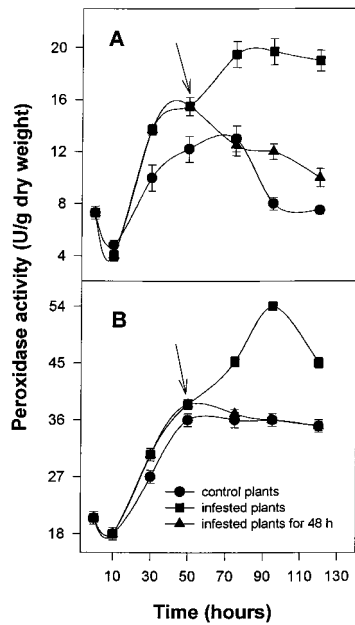 A
20
16
12
8
4
Peroxidase activity (U/g dry weight)
B
54
45
36
27
18
control plants
infested plants
infested plants for 48 h
10 30 50 70 90 110 130
Time (hours)